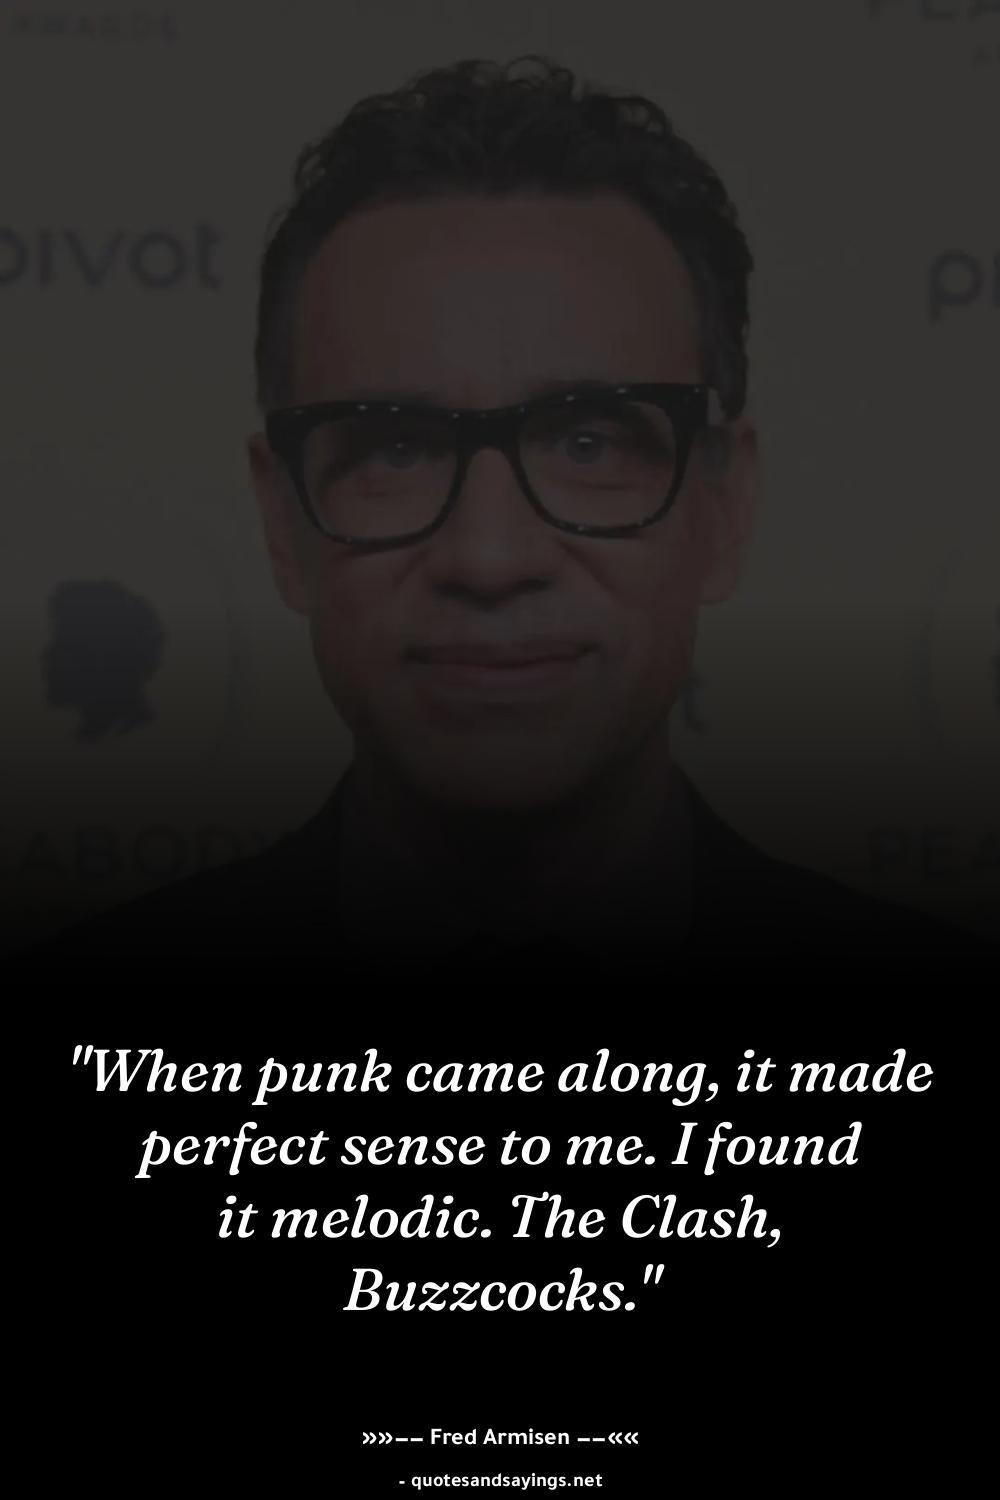 AWARDS
pivot
"When punk came along, it made
perfect sense to me. I found
it melodic. The Clash,
Buzzcocks."
»»–– Fred Armisen ––««
- quotesandsayings.net